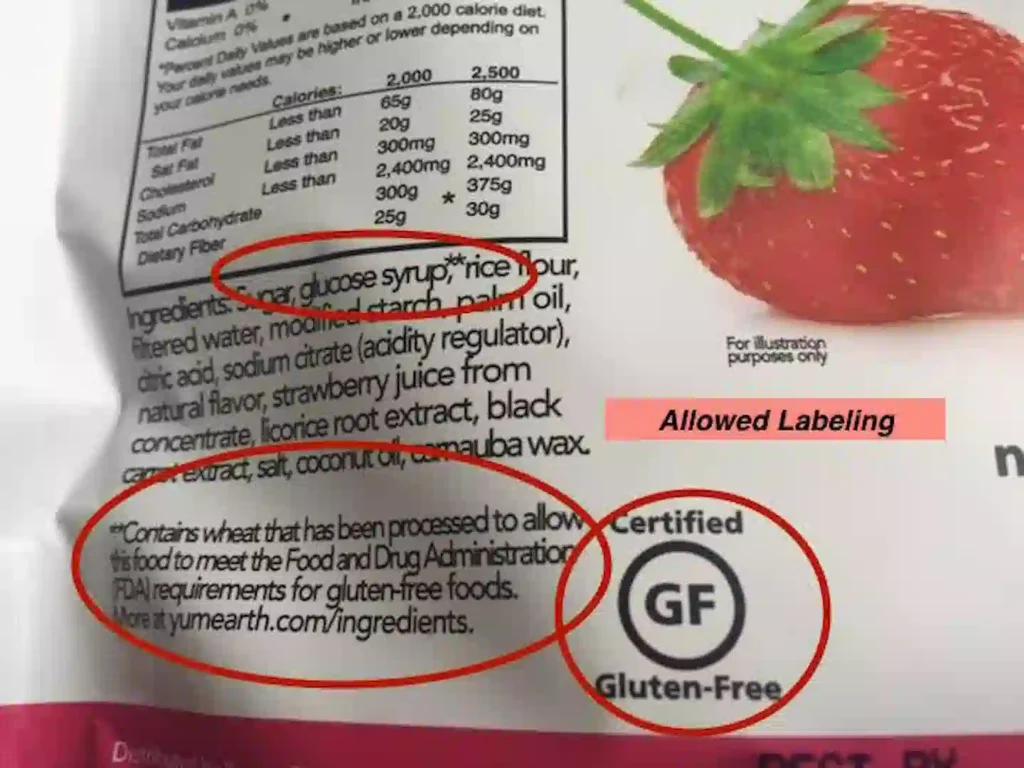 Vitamin A 0%
Calcium 0% •
*Percent Daily Values are based on a 2,000 calorie diet.
Your daily values may be higher or lower depending on
your calorie needs.
Calories: 2,000 2,500
Total Fat Less than 65g 80g
Sat Fat Less than 20g 25g
Cholesterol Less than 300mg 300mg
Sodium Less than 2,400mg 2,400mg
Total Carbohydrate 300g * 375g
Dietary Fiber 25g 30g
Ingredients: Sugar, glucose syrup,**rice flour,
filtered water, modified starch, palm oil,
citric acid, sodium citrate (acidity regulator),
natural flavor, strawberry juice from
concentrate, licorice root extract, black
carrot extract, salt, coconut oil, carnauba wax.
**Contains wheat that has been processed to allow
this food to meet the Food and Drug Administration
(FDA) requirements for gluten-free foods.
More at yumearth.com/ingredients.
For illustration
purposes only
Allowed Labeling
Certified
GF
Gluten-Free
BEST BY